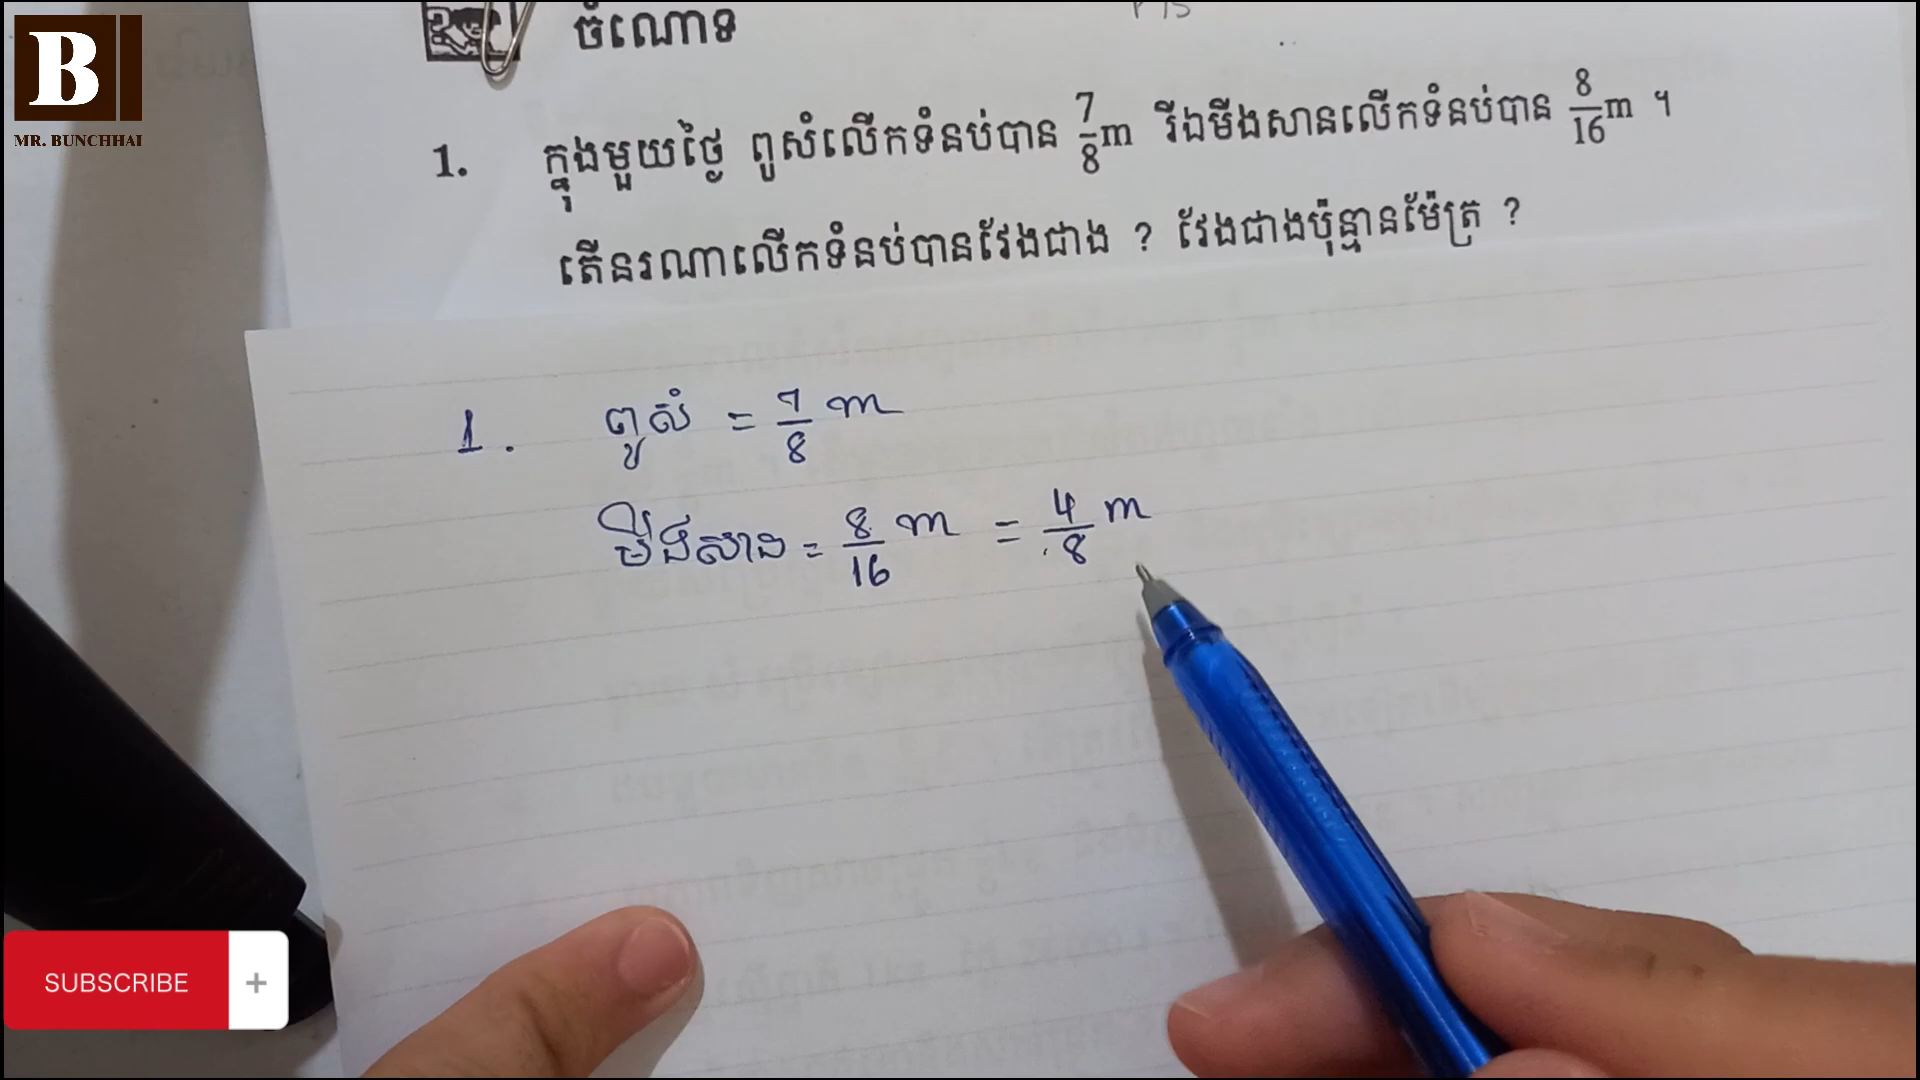 B
MR. BUNCHHAI
ចំណោទ
1. ក្នុងមួយថ្ងៃ ពូសំលើកទំនប់បាន 7/8 m រីឯមីងសានលើកទំនប់បាន 8/16 m ។
តើនរណាលើកទំនប់បានវែងជាង ? វែងជាងប៉ុន្មានម៉ែត្រ ?
1. ពូសំ = 7/8 m
មីងសាន = 8/16 m = 4/8 m
SUBSCRIBE +